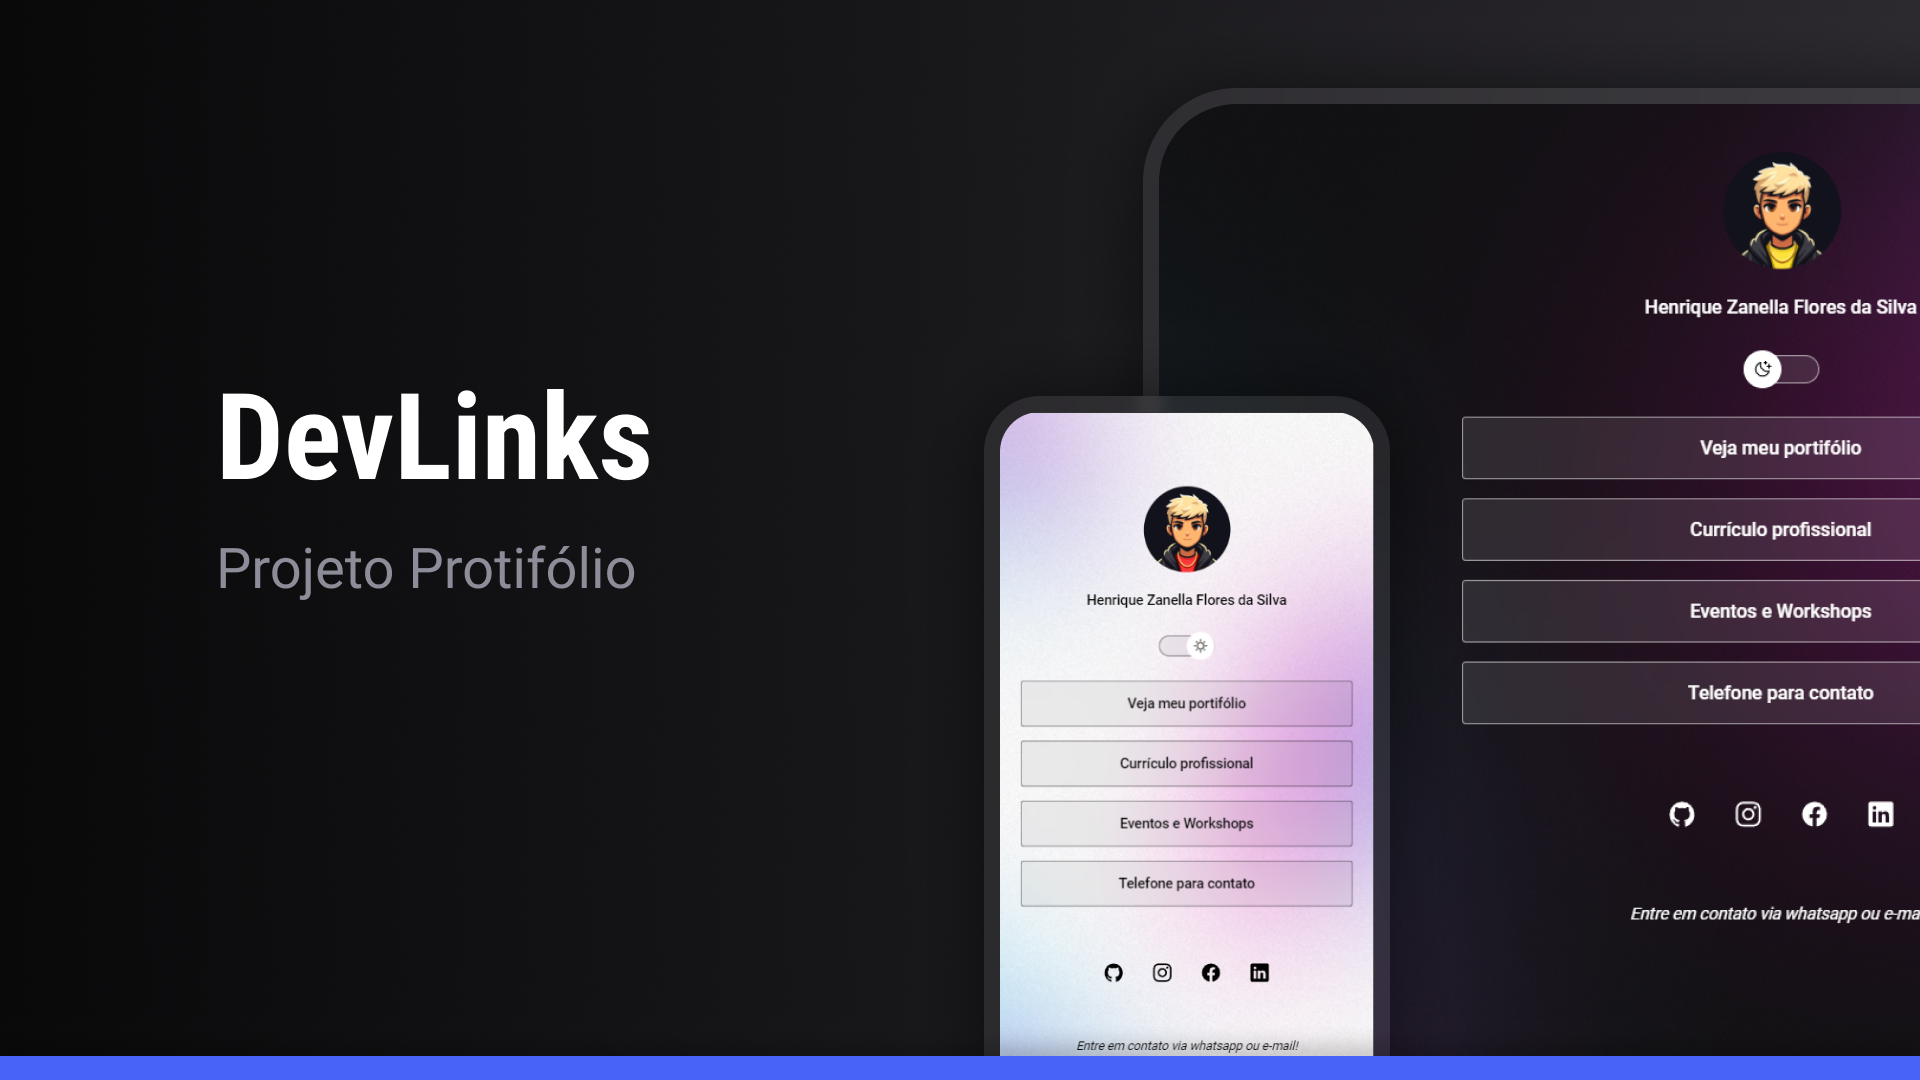 DevLinks
Projeto Protifólio
Henrique Zanella Flores da Silva
Veja meu portifólio
Currículo profissional
Eventos e Workshops
Telefone para contato
Entre em contato via whatsapp ou e-mail!
Henrique Zanella Flores da Silva
Veja meu portifólio
Currículo profissional
Eventos e Workshops
Telefone para contato
Entre em contato via whatsapp ou e-ma